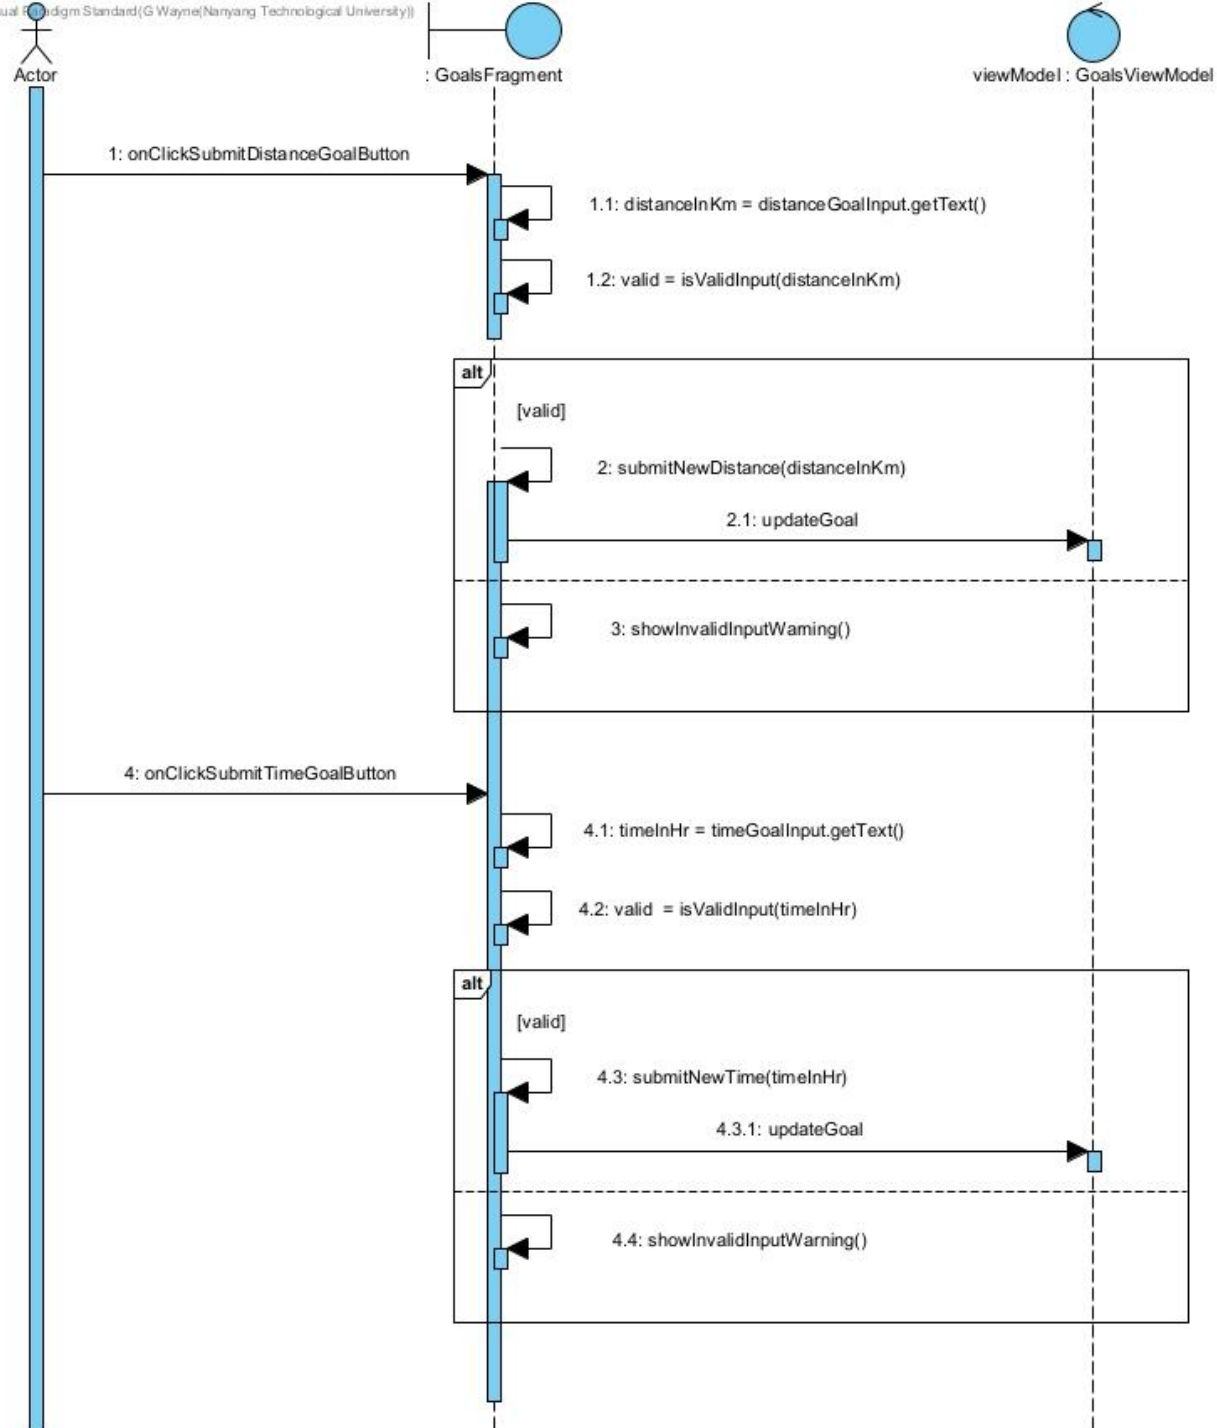 ual Paradigm Standard(G Wayne(Nanyang Technological University))
Actor
: GoalsFragment
viewModel : GoalsViewModel
1: onClickSubmitDistanceGoalButton
1.1: distanceInKm = distanceGoalInput.getText()
1.2: valid = isValidInput(distanceInKm)
alt
[valid]
2: submitNewDistance(distanceInKm)
2.1: updateGoal
3: showInvalidInputWarning()
4: onClickSubmitTimeGoalButton
4.1: timeInHr = timeGoalInput.getText()
4.2: valid = isValidInput(timeInHr)
alt
[valid]
4.3: submitNewTime(timeInHr)
4.3.1: updateGoal
4.4: showInvalidInputWarning()